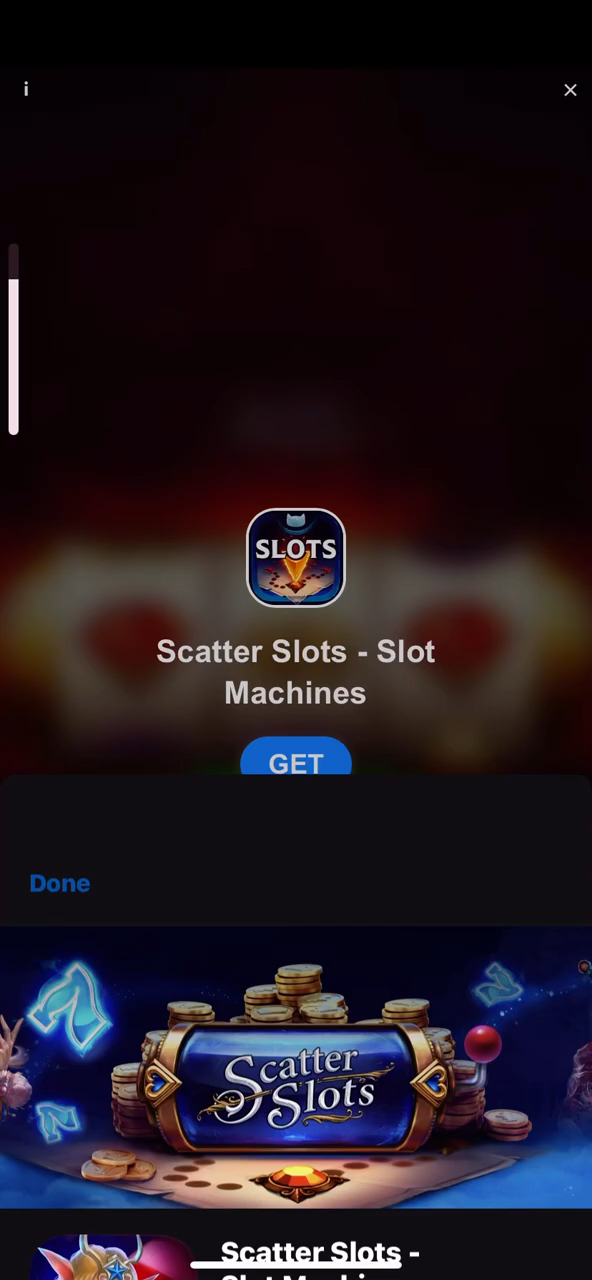 i
×
SLOTS
Scatter Slots - Slot
Machines
GET
Done
Scatter
Slots
Scatter Slots -